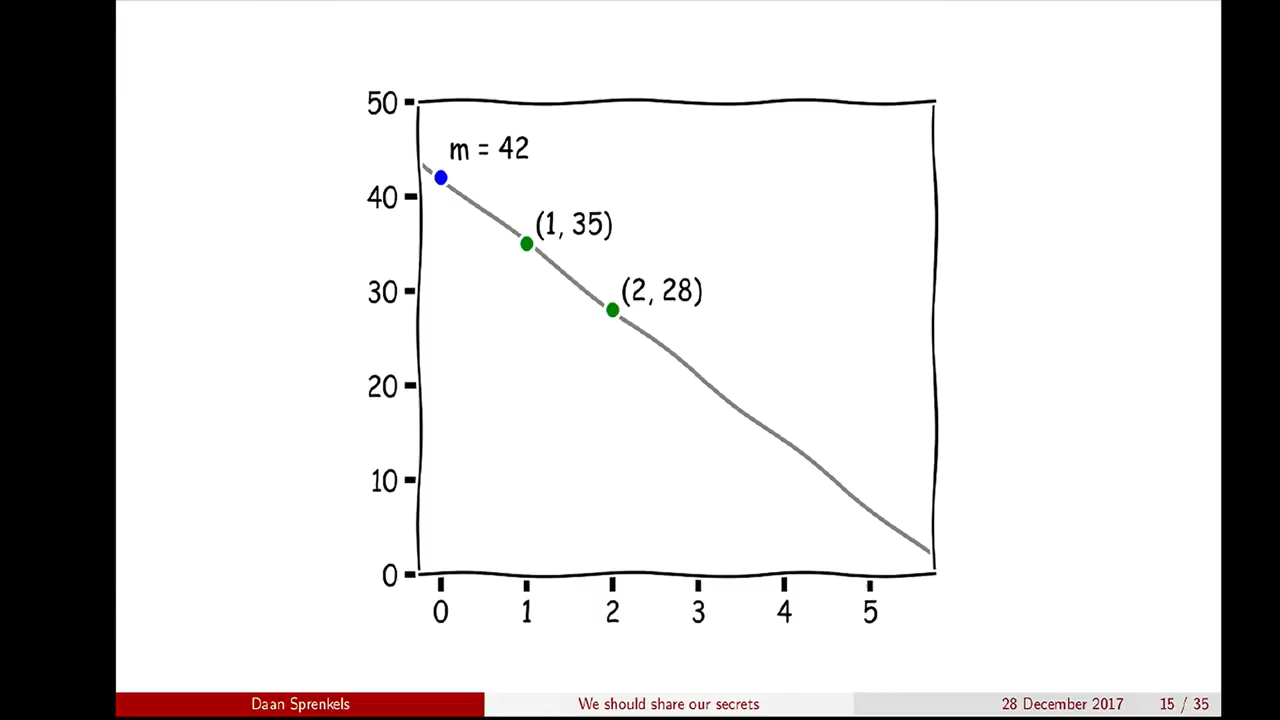 50
m = 42
40
(1, 35)
30
(2, 28)
20
10
0
0 1 2 3 4 5
Daan Sprenkels We should share our secrets 28 December 2017 15 / 35